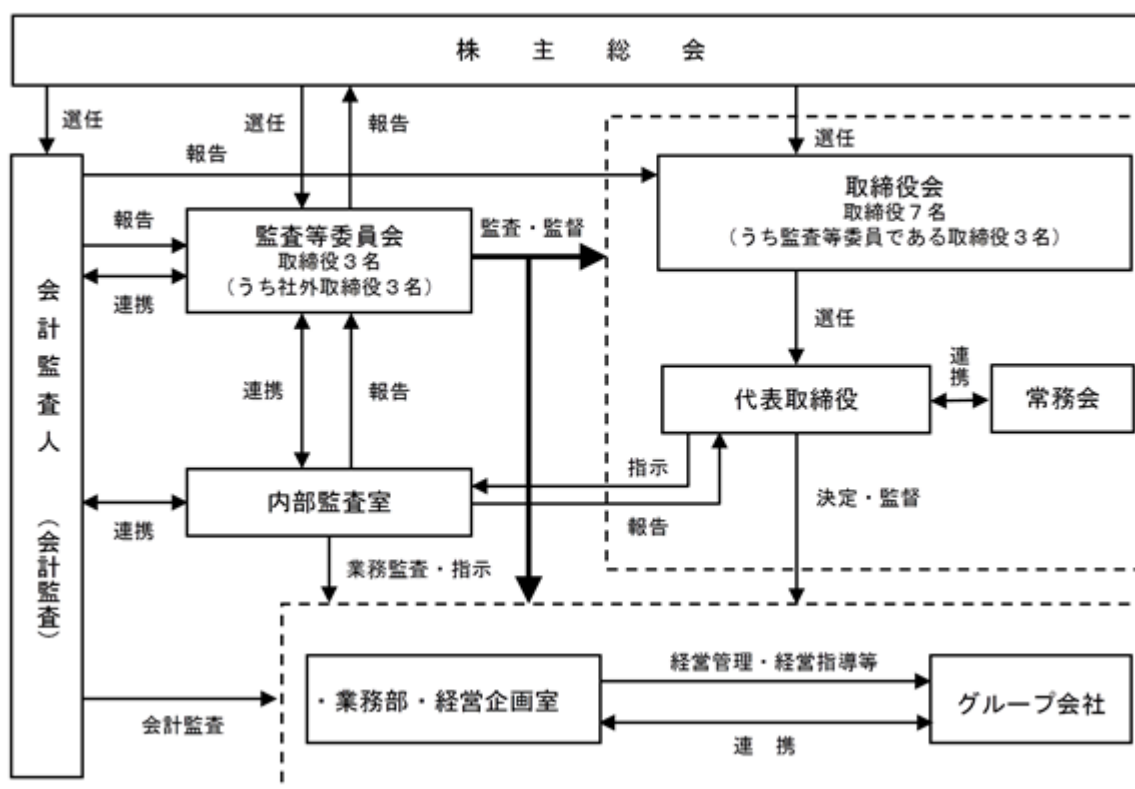 株主総会
選任
選任
報告
選任
報告
取締役会
取締役7名
(うち監査等委員である取締役3名)
報告
監査等委員会
取締役3名
(うち社外取締役3名)
監査・監督
連携
会計監査人
(会計監査)
選任
連携
報告
代表取締役
連携
常務会
指示
内部監査室
連携
報告
決定・監督
業務監査・指示
・業務部・経営企画室
経営管理・経営指導等
グループ会社
会計監査
連携